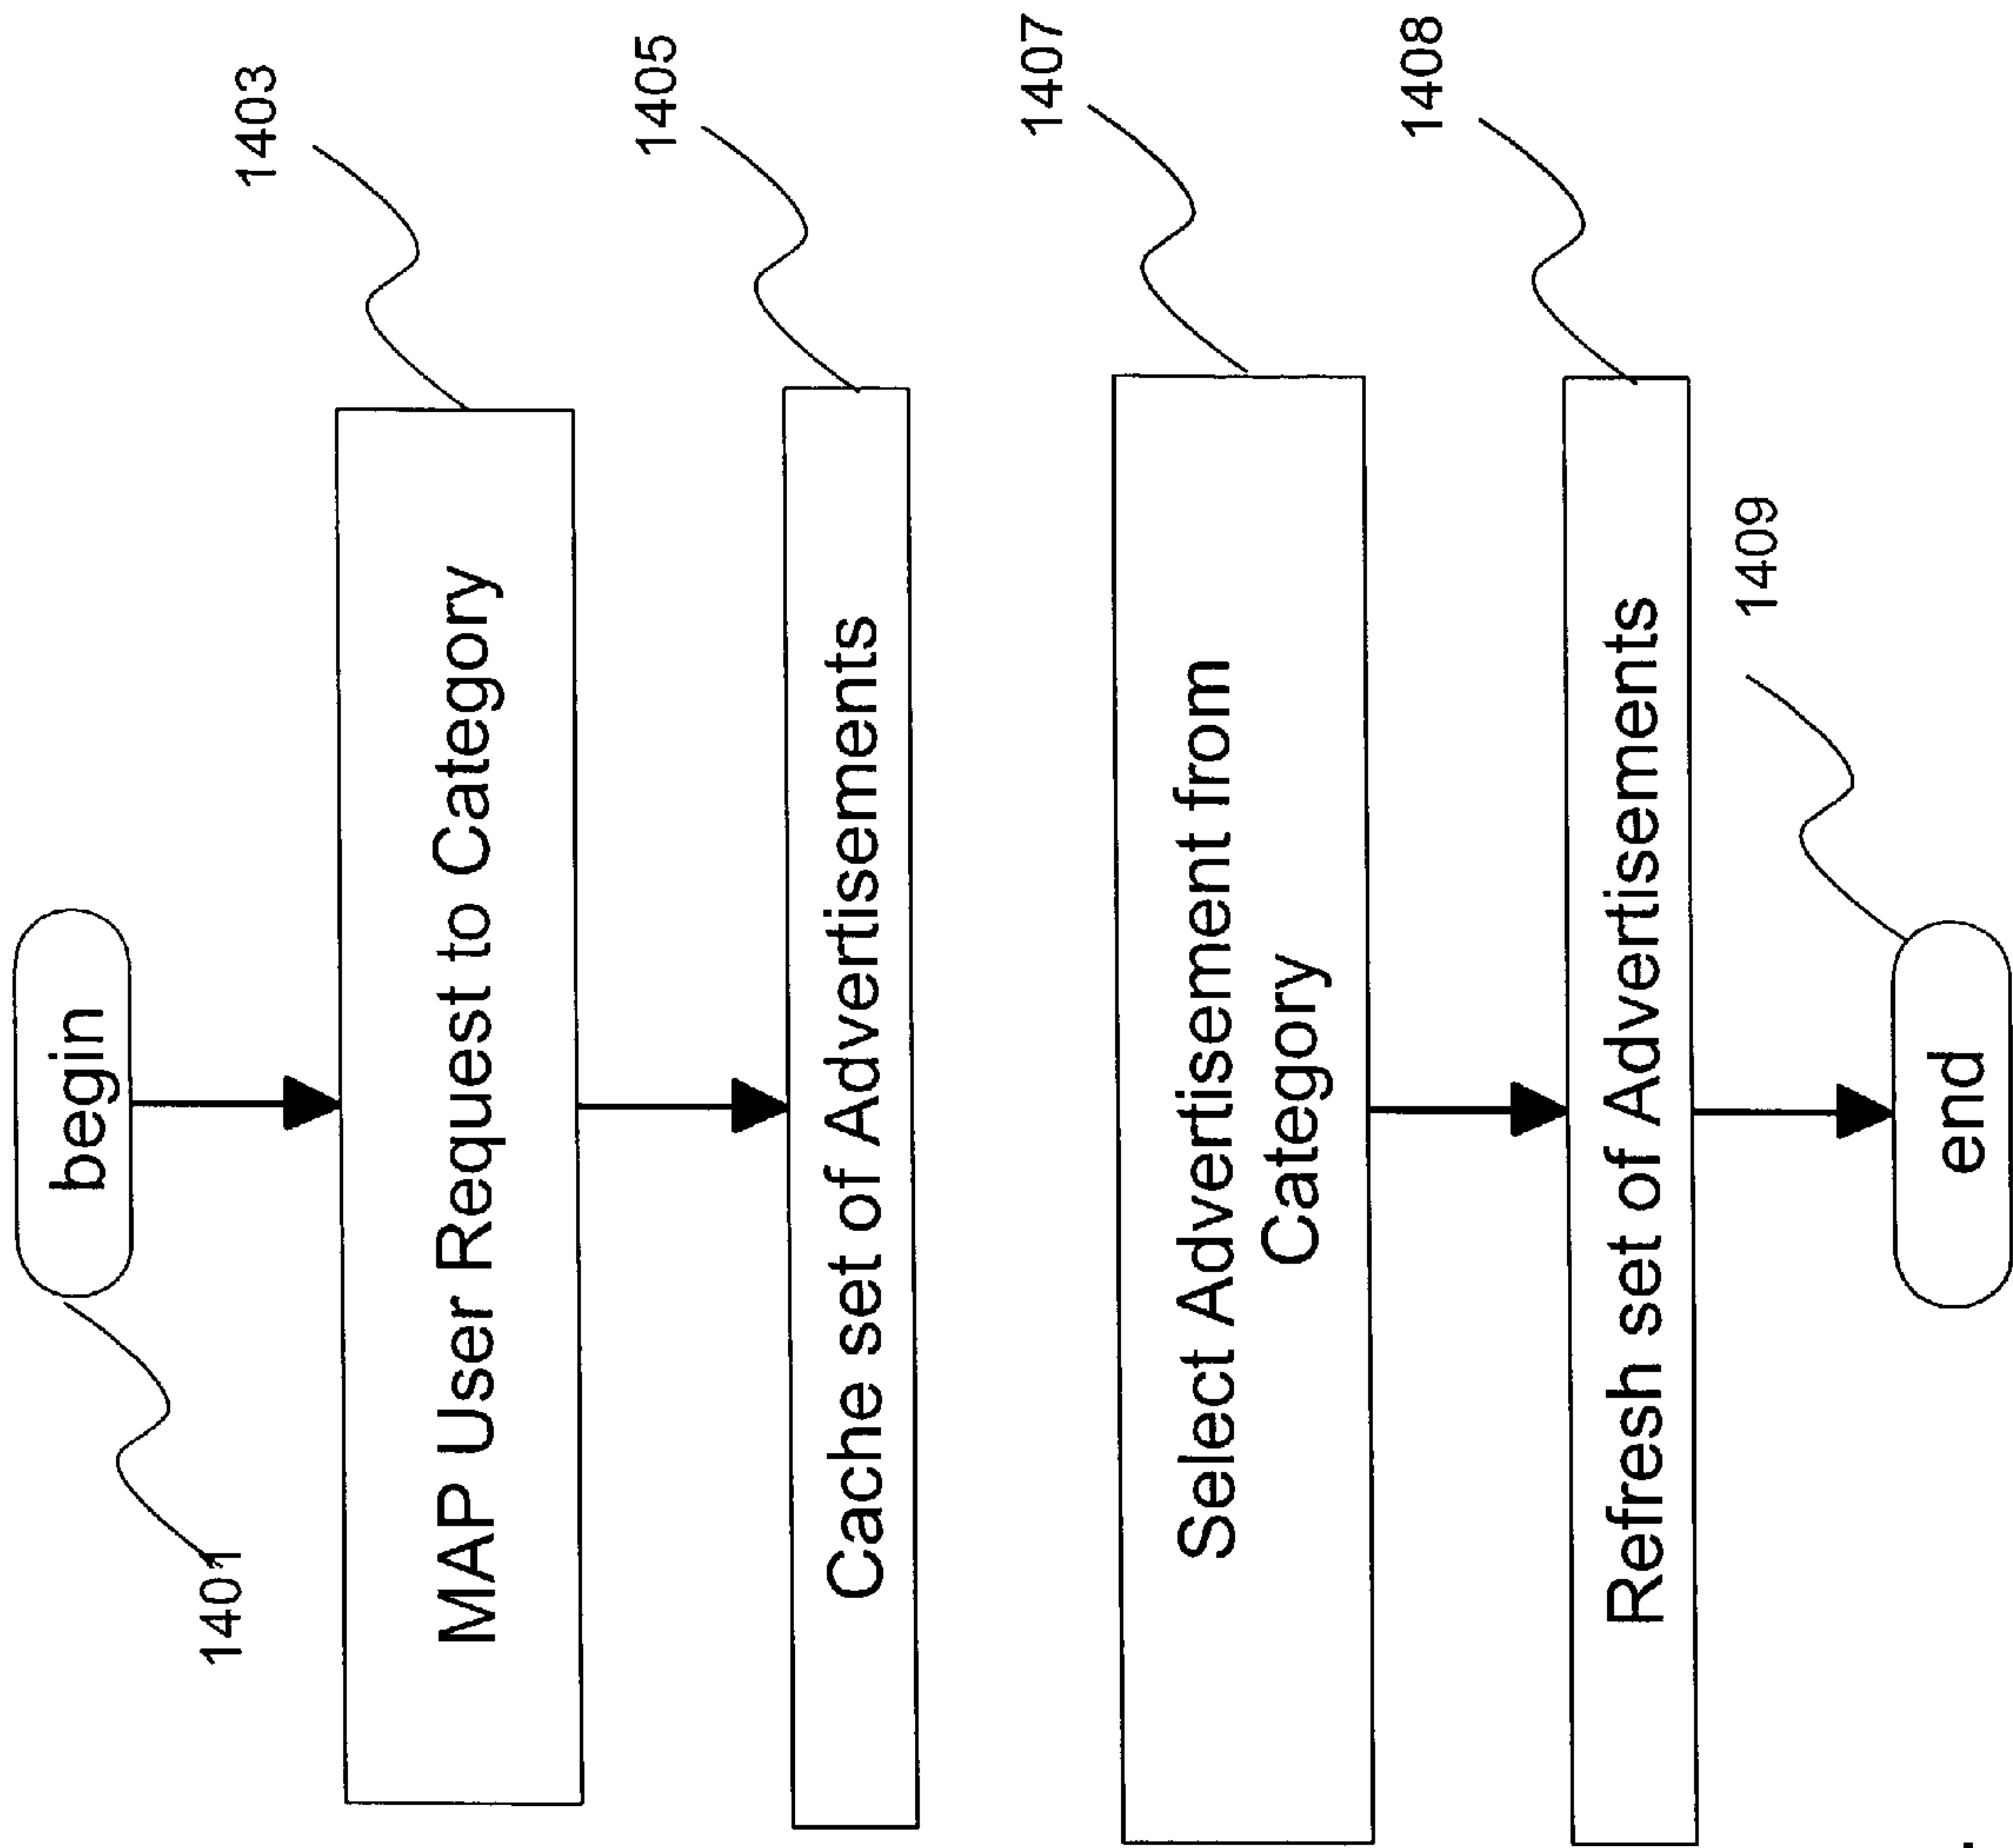 begin
1401
MAP User Request to Category
1403
Cache set of Advertisements
1405
Select Advertisement from
Category
1407
Refresh set of Advertisements
1408
end
1409